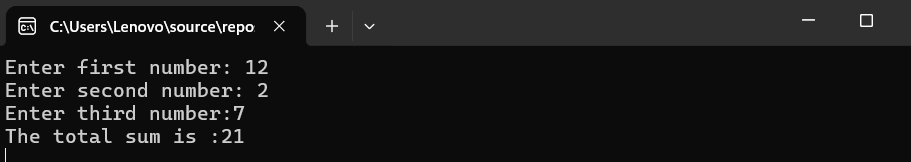 C:\Users\Lenovo\source\repo
Enter first number: 12
Enter second number: 2
Enter third number:7
The total sum is :21